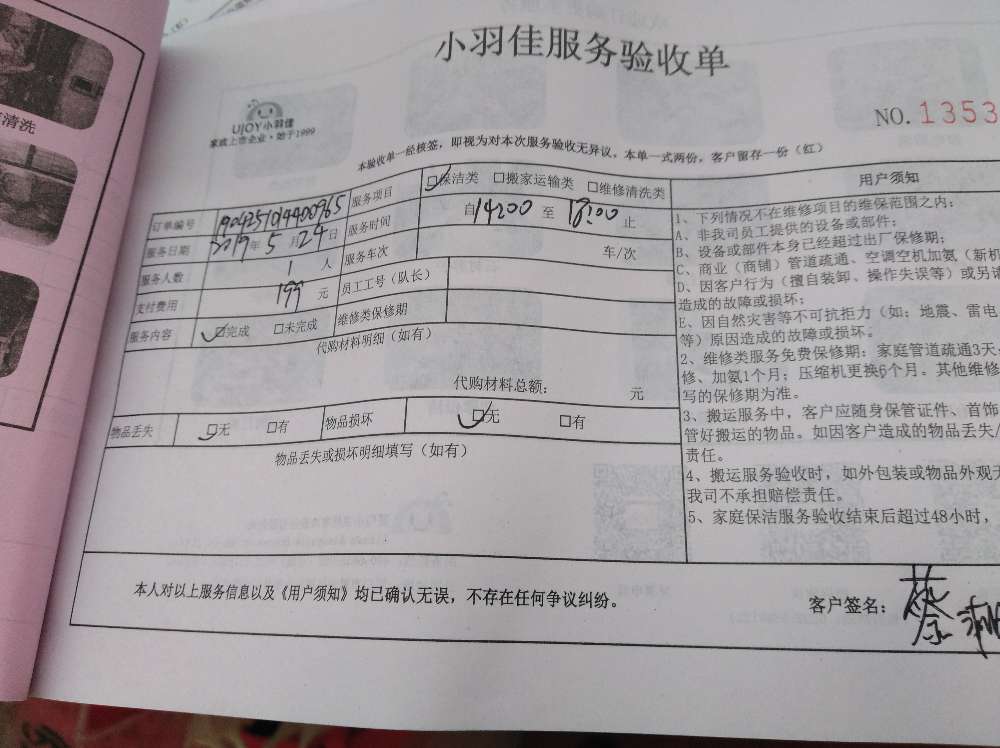 清洗
小羽佳服务验收单
UJOY小羽佳
家政上市企业·始于1999
NO. 1353
本验收单一经核签，即视为对本次服务验收无异议，本单一式两份，客户留存一份（红）
订单编号 190425104400965 服务项目 ☑保洁类 □搬家运输类 □维修清洗类
服务日期 2019年5月24日 服务时间 自 14:00 至 18:00 止
服务人数 1 人 服务车次 车/次
支付费用 199 元 员工工号（队长）
服务内容 ☑完成 □未完成 维修类保修期
代购材料明细（如有）
代购材料总额： 元
物品丢失 ☑无 □有 物品损坏 ☑无 □有
物品丢失或损坏明细填写（如有）
用户须知
1、下列情况不在维修项目的维保范围之内：
A、非我司员工提供的设备或部件；
B、设备或部件本身已经超过出厂保修期；
C、商业（商铺）管道疏通、空调空机加氨（新机
D、因客户行为（擅自装卸、操作失误等）或另请
造成的故障或损坏；
E、因自然灾害等不可抗拒力（如：地震、雷电
等）原因造成的故障或损坏。
2、维修类服务免费保修期：家庭管道疏通3天；
修、加氨1个月；压缩机更换6个月。其他维修
写的保修期为准。
3、搬运服务中，客户应随身保管证件、首饰
管好搬运的物品。如因客户造成的物品丢失/
责任。
4、搬运服务验收时，如外包装或物品外观无
我司不承担赔偿责任。
5、家庭保洁服务验收结束后超过48小时，
本人对以上服务信息以及《用户须知》均已确认无误，不存在任何争议纠纷。
客户签名： 蔡